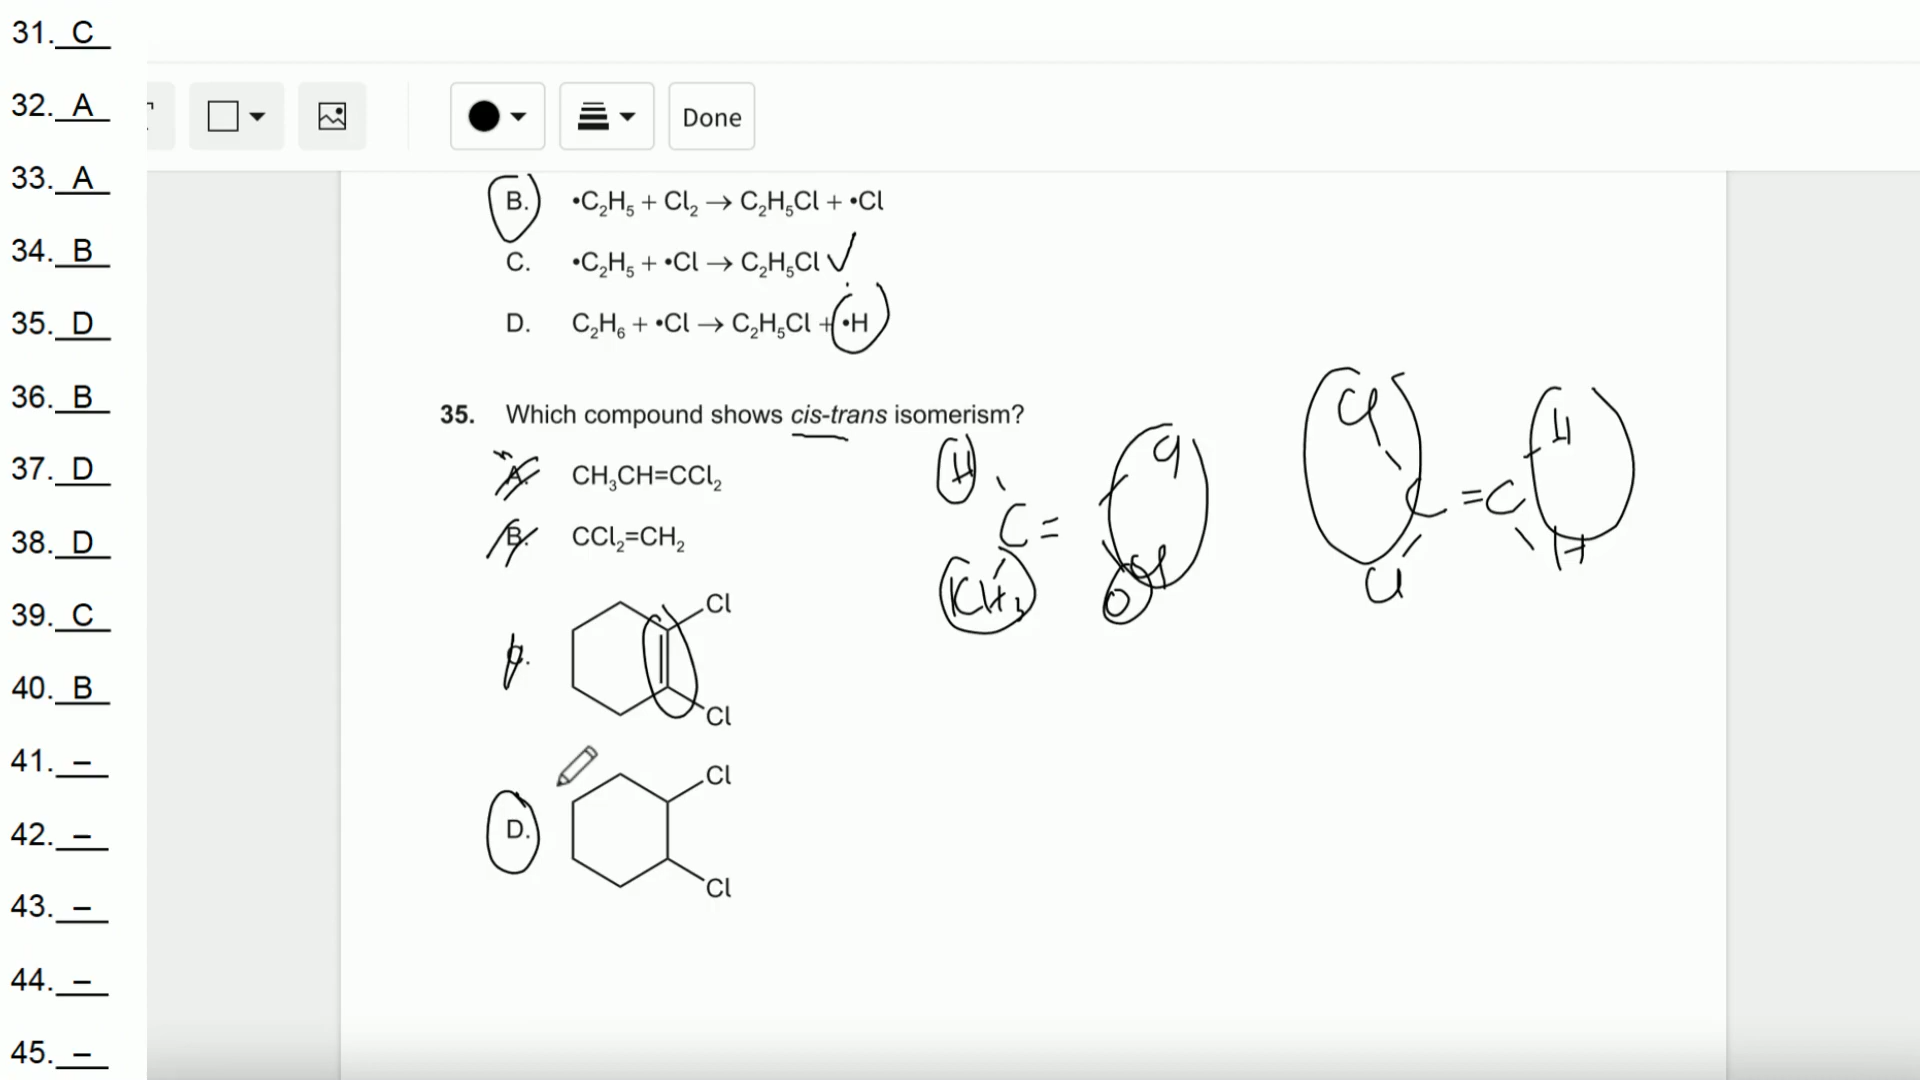 31. C
32. A
33. A
34. B
35. D
36. B
37. D
38. D
39. C
40. B
41. –
42. –
43. –
44. –
45. –
Done
B. •C₂H₅ + Cl₂ → C₂H₅Cl + •Cl
C. •C₂H₅ + •Cl → C₂H₅Cl ✓
D. C₂H₆ + •Cl → C₂H₅Cl + •H
35. Which compound shows cis-trans isomerism?
A. CH₃CH=CCl₂
B. CCl₂=CH₂
Cl
Cl
D.
Cl
Cl
H
C =
CH₃
Cl
H
C = C
Cl
H